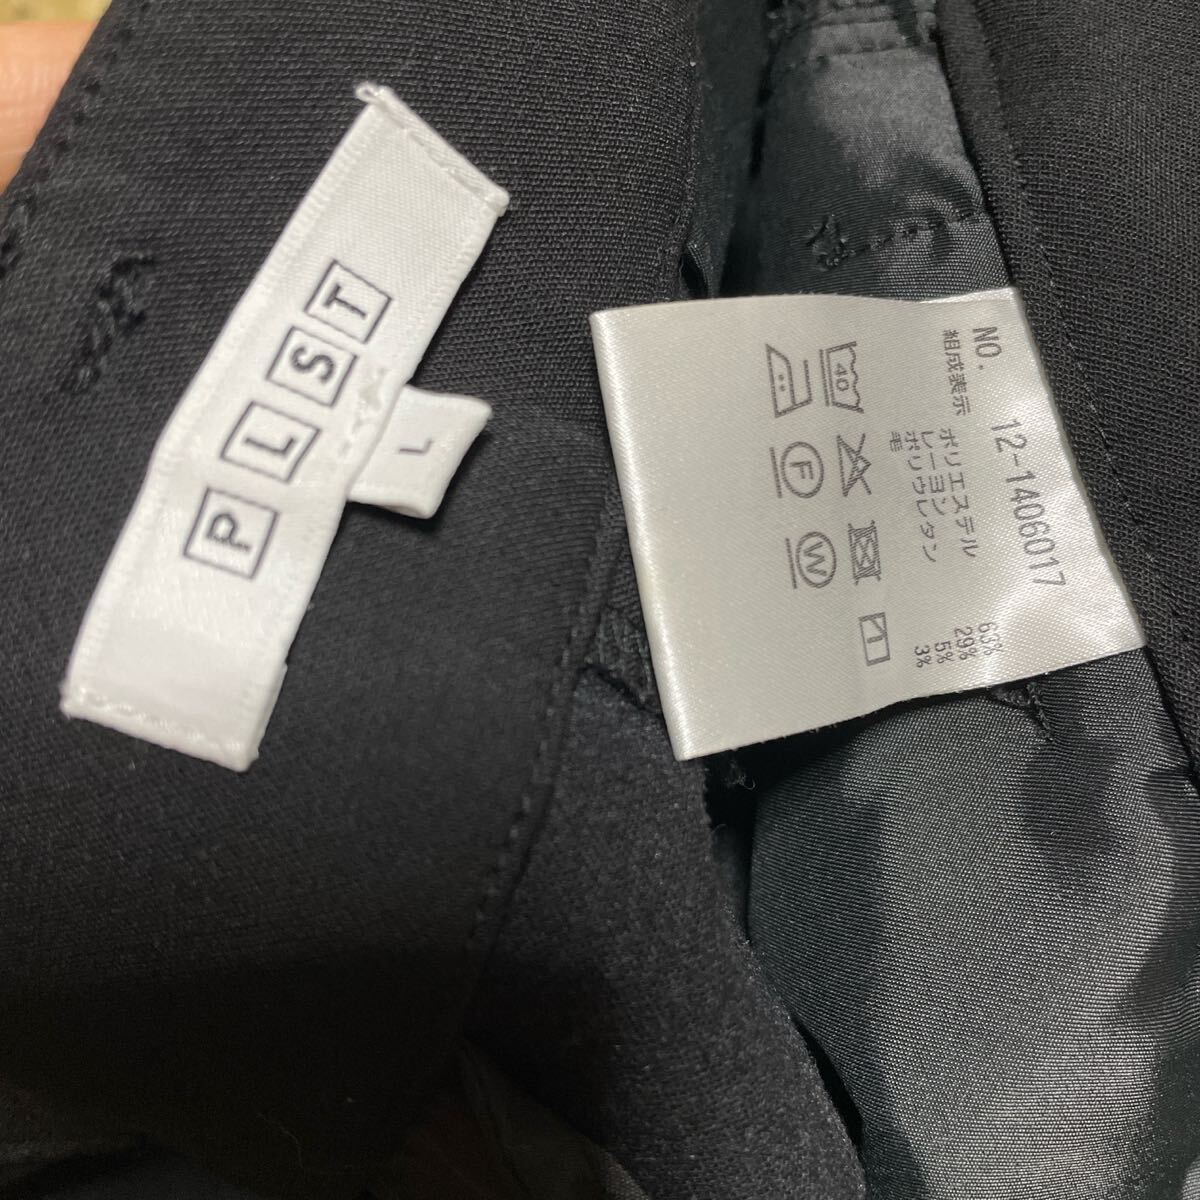 PLST
L
NO. 12-1406017
組成表示 ポリエステル 63%
レーヨン 29%
ポリウレタン 5%
毛 3%
40
F
W